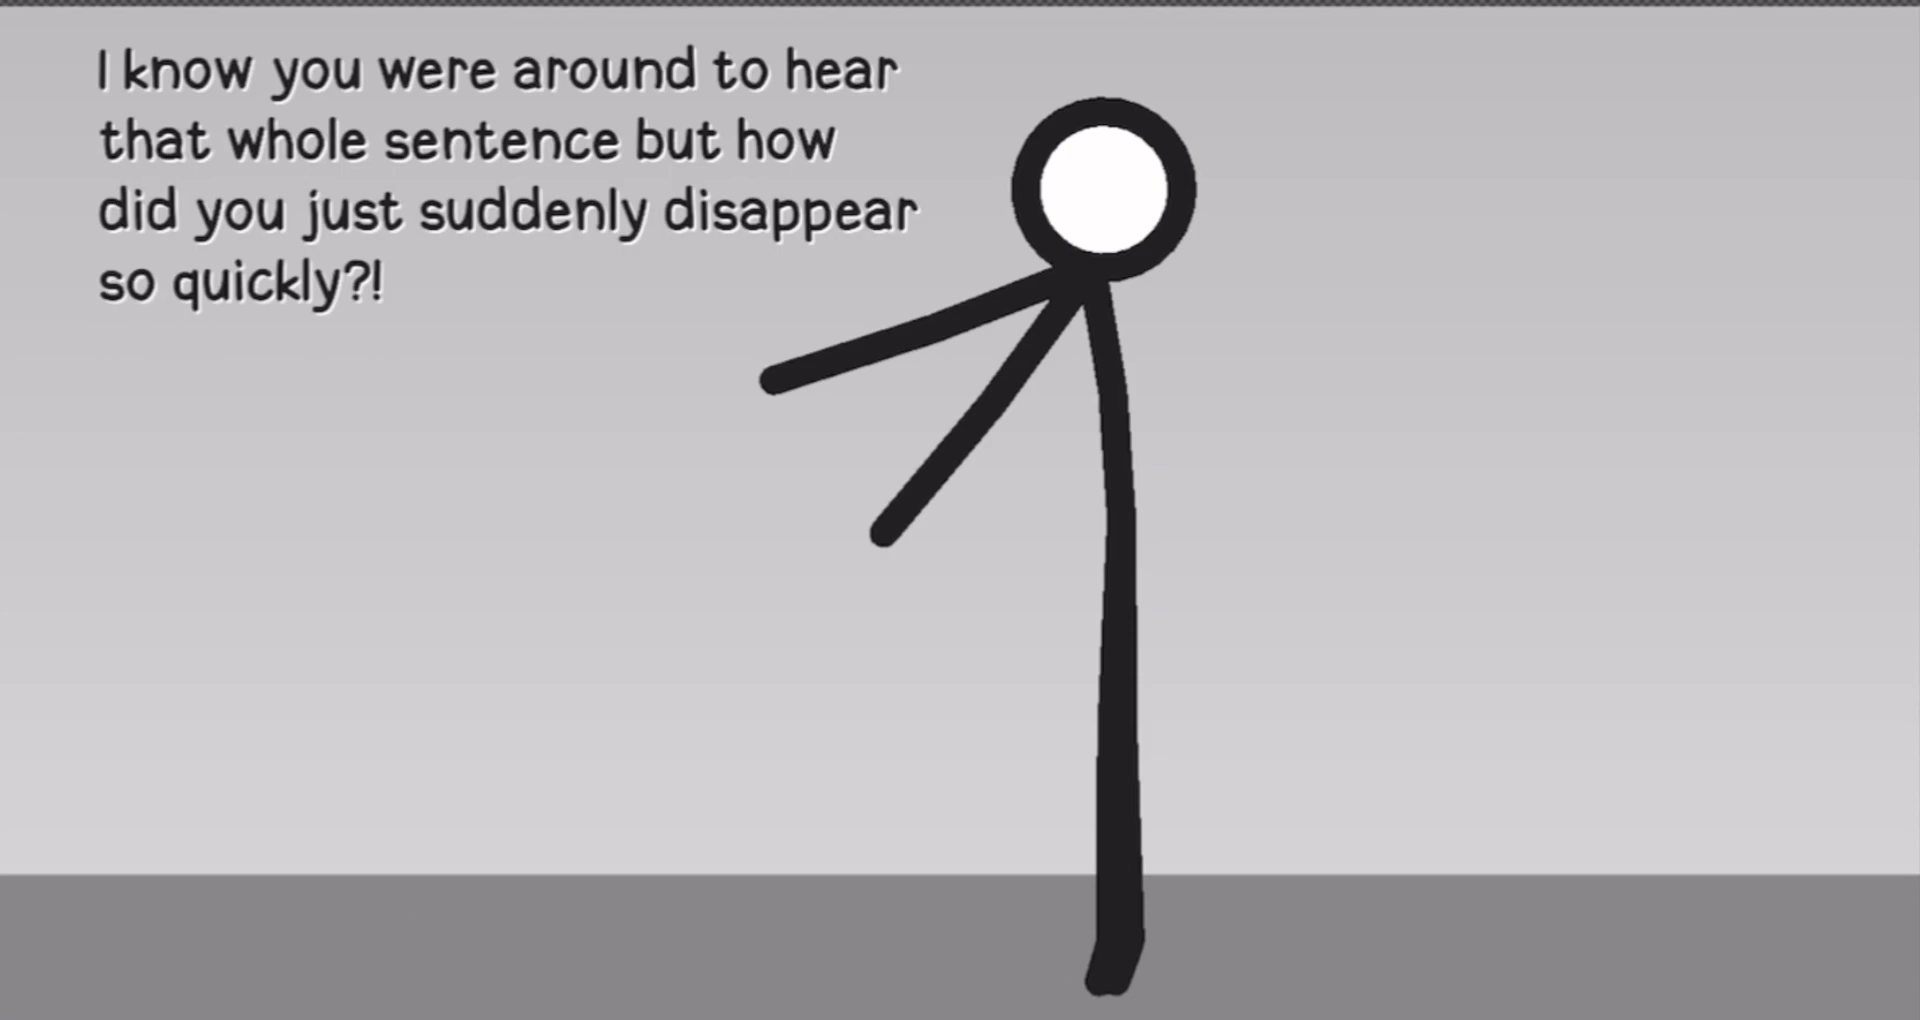 I know you were around to hear
that whole sentence but how
did you just suddenly disappear
so quickly?!